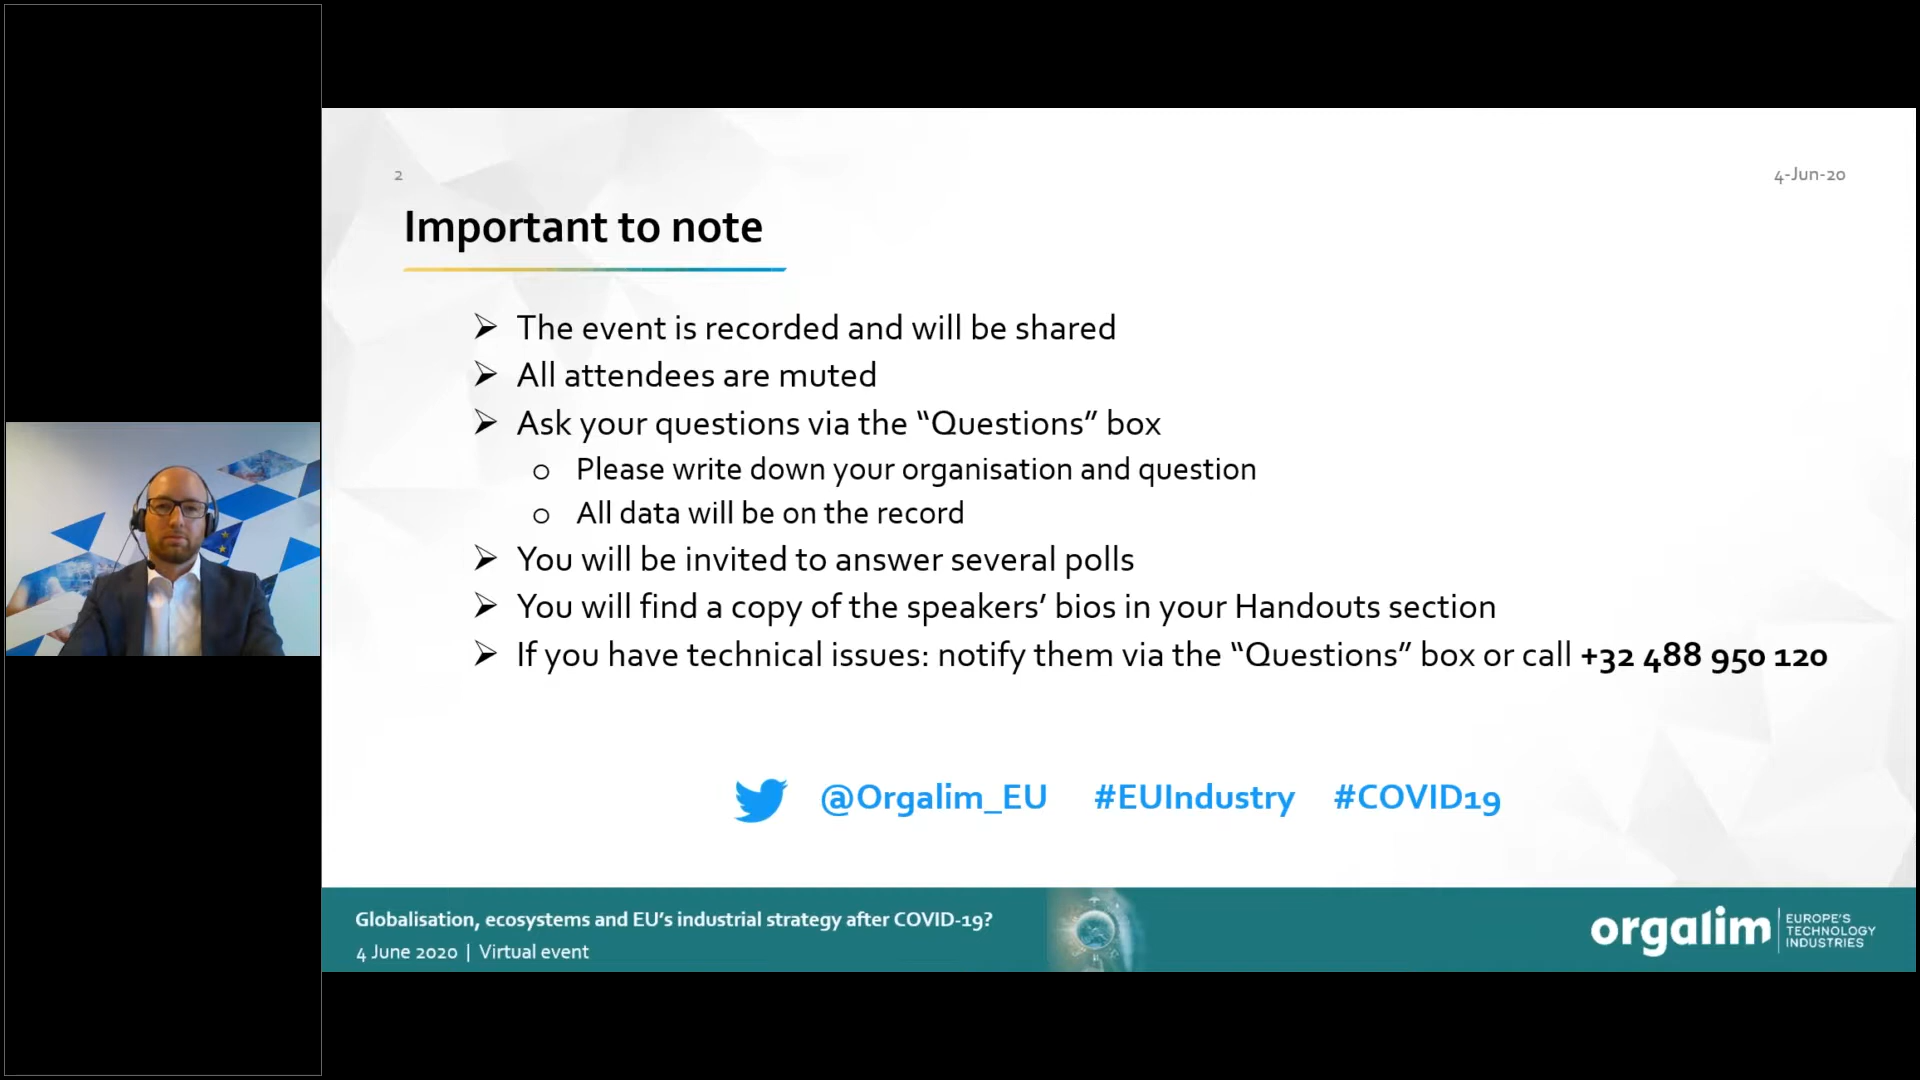 2
4-Jun-20
Important to note
➢ The event is recorded and will be shared
➢ All attendees are muted
➢ Ask your questions via the “Questions” box
o Please write down your organisation and question
o All data will be on the record
➢ You will be invited to answer several polls
➢ You will find a copy of the speakers’ bios in your Handouts section
➢ If you have technical issues: notify them via the “Questions” box or call +32 488 950 120
@Orgalim_EU #EUIndustry #COVID19
Globalisation, ecosystems and EU’s industrial strategy after COVID-19?
4 June 2020 | Virtual event
orgalim
EUROPE’S
TECHNOLOGY
INDUSTRIES